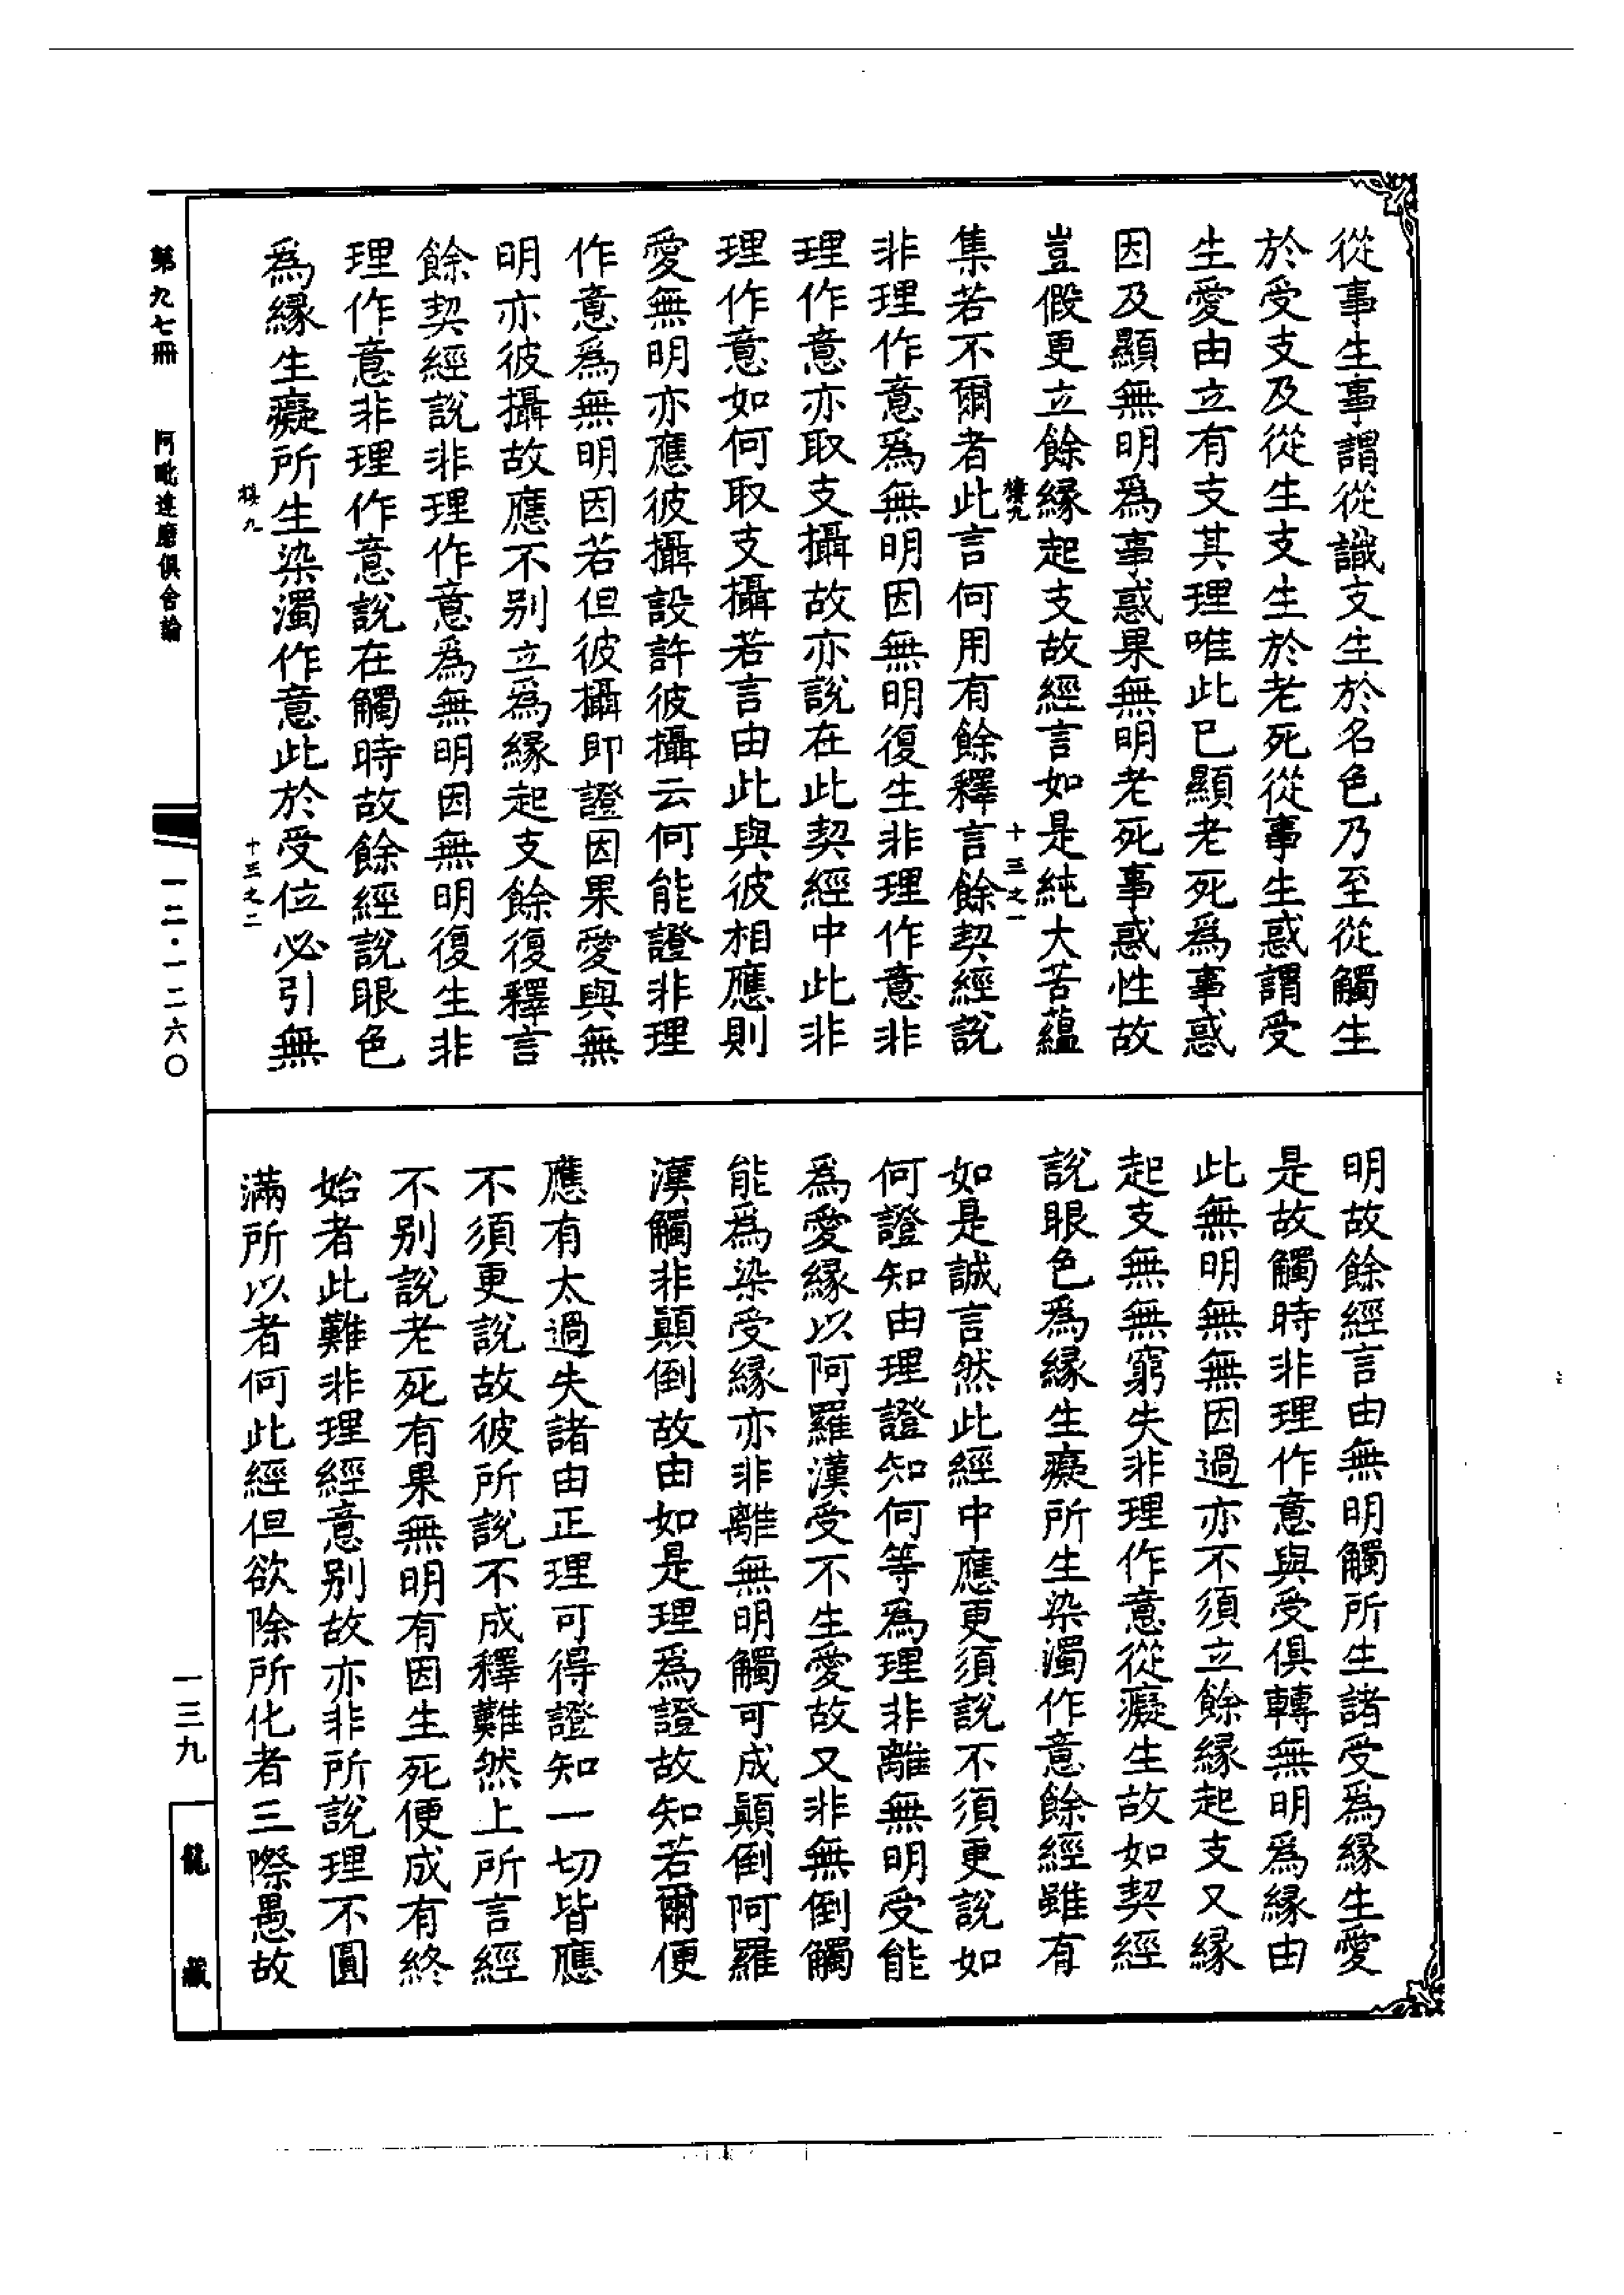 從事生事謂從識支生於名色乃至從觸生
於受支及從生支生於老死從事生惑謂受
生愛由立有支其理唯此已顯老死爲事惑
因及顯無明爲事惑果無明老死事惑性故
豈假更立餘緣起支故經言如是純大苦蘊
十三之一
集若不爾者此言何用有餘釋言餘契經說
非理作意爲無明因無明復生非理作意非
理作意亦取支攝故亦說在此契經中此非
理作意如何取支攝若言由此與彼相應則
愛無明亦應彼攝設許彼攝云何能證非理
作意爲無明因若但彼攝即證因果愛與無
明亦彼攝故應不别立爲緣起支餘復釋言
餘契經說非理作意爲無明因無明復生非
理作意非理作意說在觸時故餘經說眼色
爲緣生癡所生染濁作意此於受位必引無
十三之二
明故餘經言由無明觸所生諸受爲緣生愛
是故觸時非理作意與受俱轉無明爲緣由
此無明無無因過亦不須立餘緣起支又緣
起支無無窮失非理作意從癡生故如契經
說眼色爲緣生癡所生染濁作意餘經雖有
如是誠言然此經中應更須說不須更說如
何證知由理證知何等爲理非離無明受能
爲愛緣以阿羅漢受不生愛故又非無倒觸
能爲染受緣亦非離無明觸可成顛倒阿羅
漢觸非顛倒故由如是理爲證故知若爾便
應有太過失諸由正理可得證知一切皆應
不須更說故彼所說不成釋難然上所言經
不别說老死有果無明有因生死便成有終
始者此難非理經意别故亦非所說理不圓
滿所以者何此經但欲除所化者三際愚故
第九七冊 阿毗達磨俱舍論
一二·一二六〇
一三九
龍藏